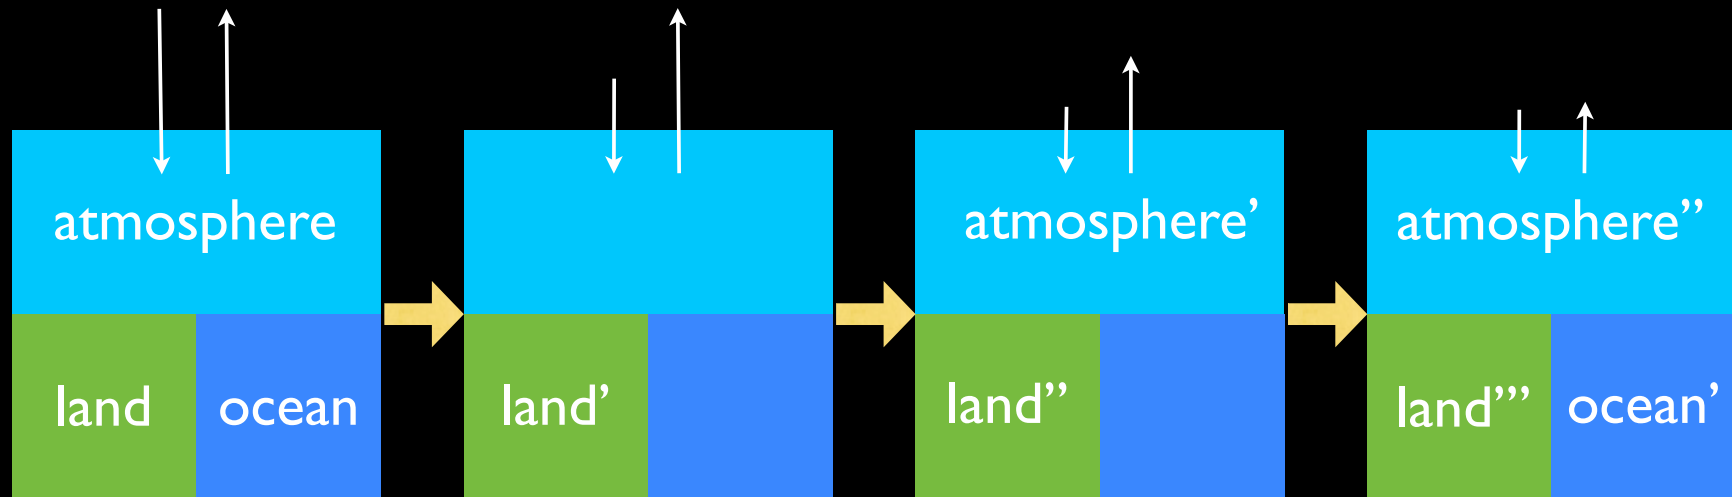 atmosphere
land
ocean
land’
atmosphere’
land’’
atmosphere’’
land’’’
ocean’